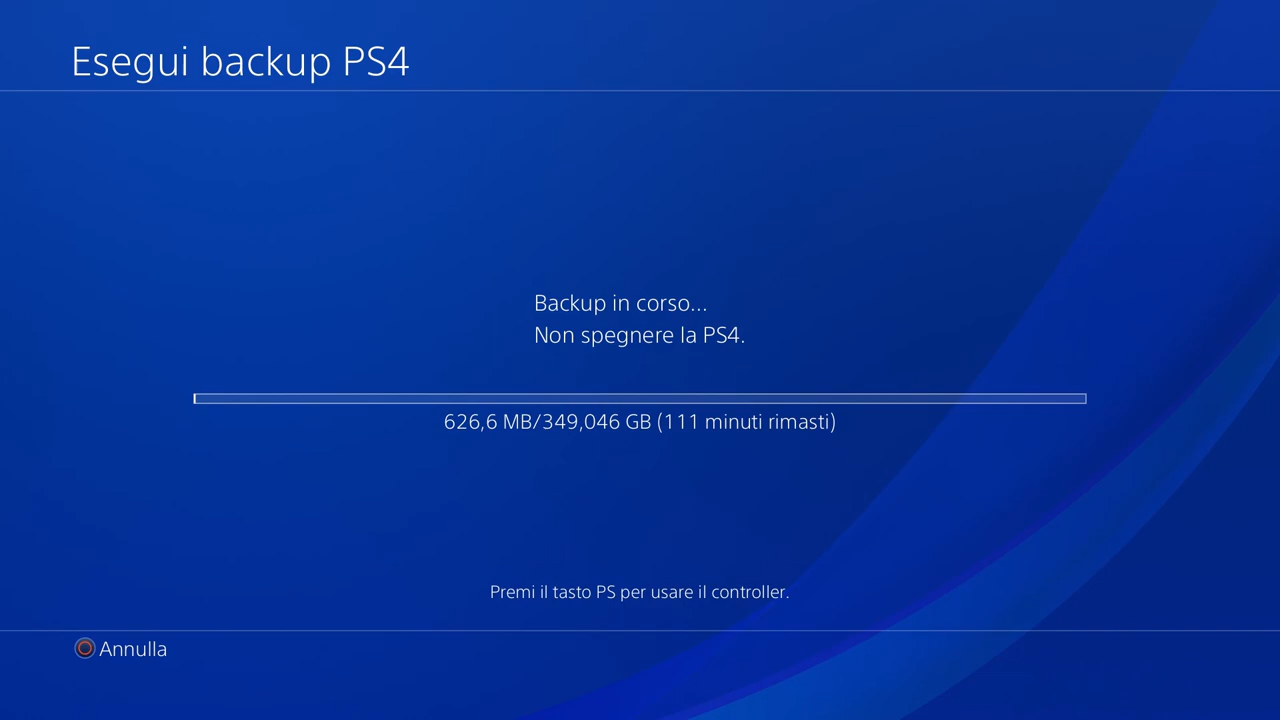 Esegui backup PS4
Backup in corso...
Non spegnere la PS4.
626,6 MB/349,046 GB (111 minuti rimasti)
Premi il tasto PS per usare il controller.
Annulla